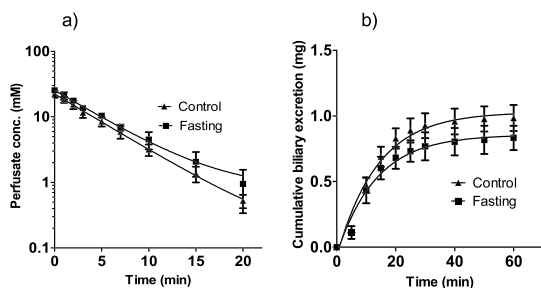 a)
Perfusate conc. (mM)
100
10
1
0.1
Control
Fasting
0
5
10
15
20
Time (min)
b)
Cumulative biliary excretion (mg)
1.5
1.0
0.5
0.0
Control
Fasting
0
20
40
60
Time (min)